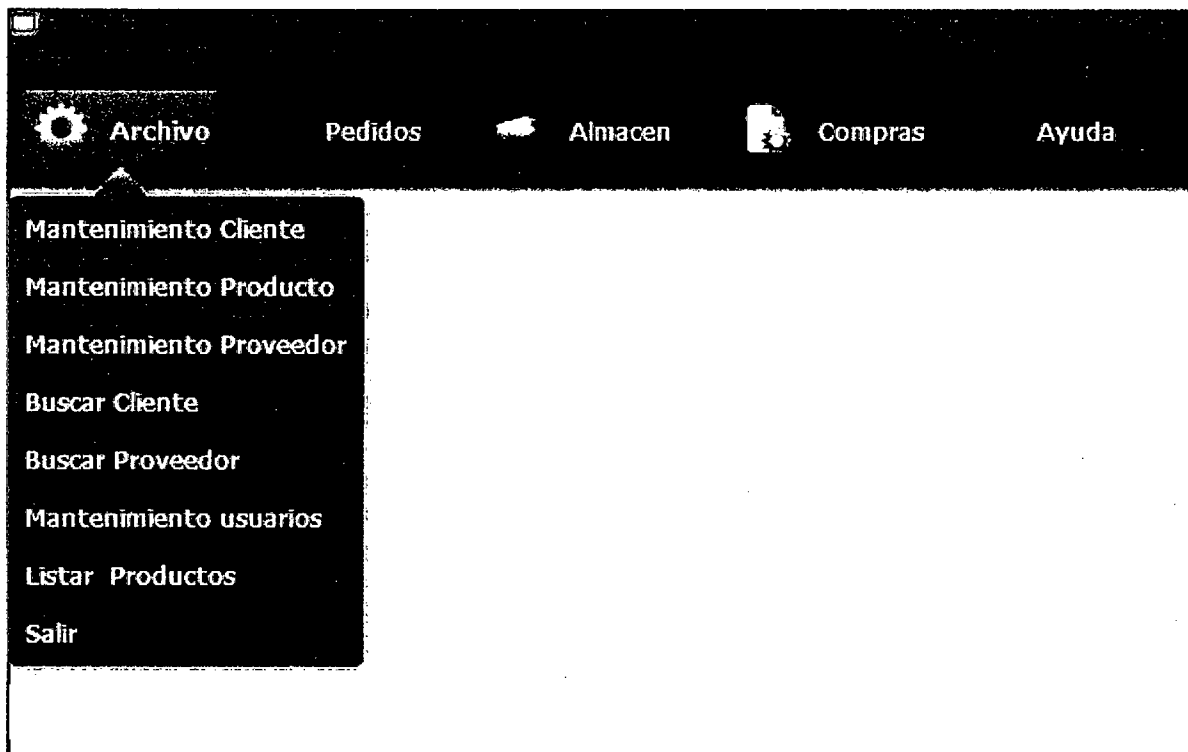 Archivo Pedidos Almacen Compras Ayuda
Mantenimiento Cliente
Mantenimiento Producto
Mantenimiento Proveedor
Buscar Cliente
Buscar Proveedor
Mantenimiento usuarios
Listar Productos
Salir